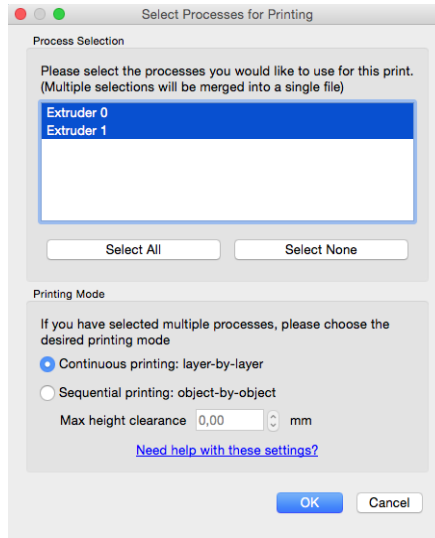 Select Processes for Printing
Process Selection
Please select the processes you would like to use for this print.
(Multiple selections will be merged into a single file)
Extruder 0
Extruder 1
Select All
Select None
Printing Mode
If you have selected multiple processes, please choose the
desired printing mode
Continuous printing: layer-by-layer
Sequential printing: object-by-object
Max height clearance 0,00 mm
Need help with these settings?
OK
Cancel